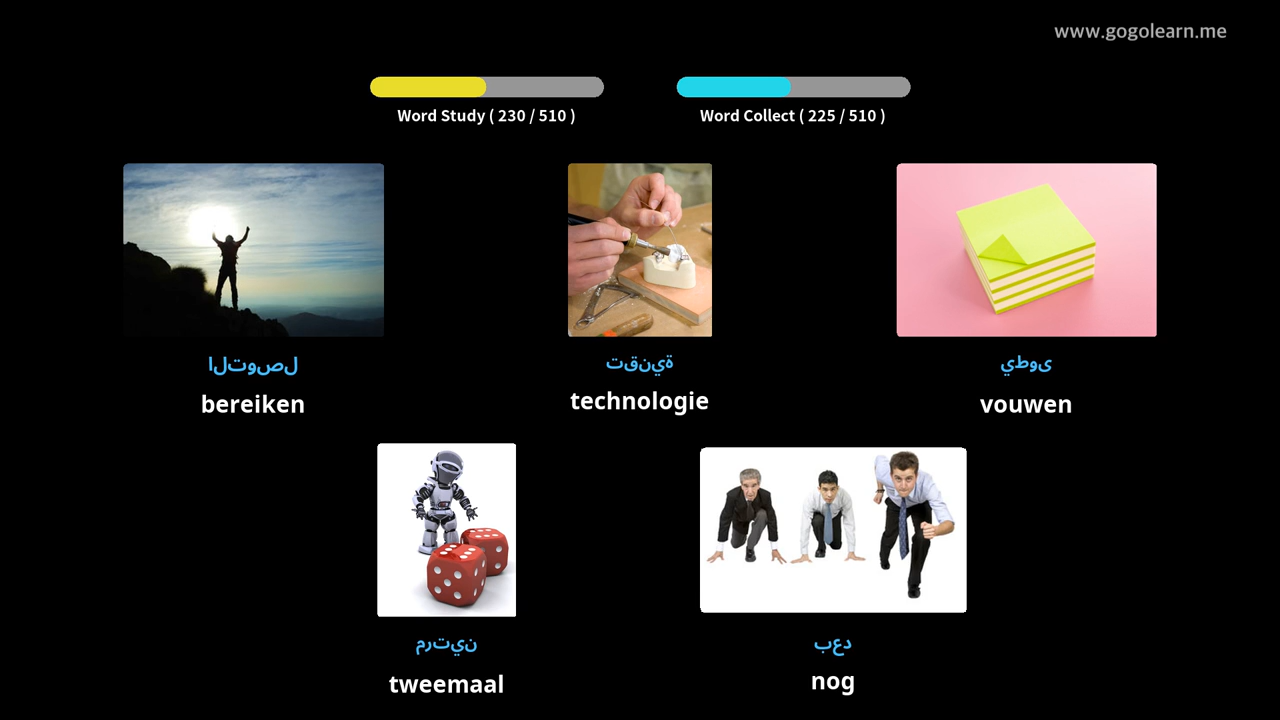 www.gogolearn.me
Word Study ( 230 / 510 )
Word Collect ( 225 / 510 )
التوصل
bereiken
تقنية
technologie
يطوى
vouwen
مرتين
tweemaal
بعد
nog